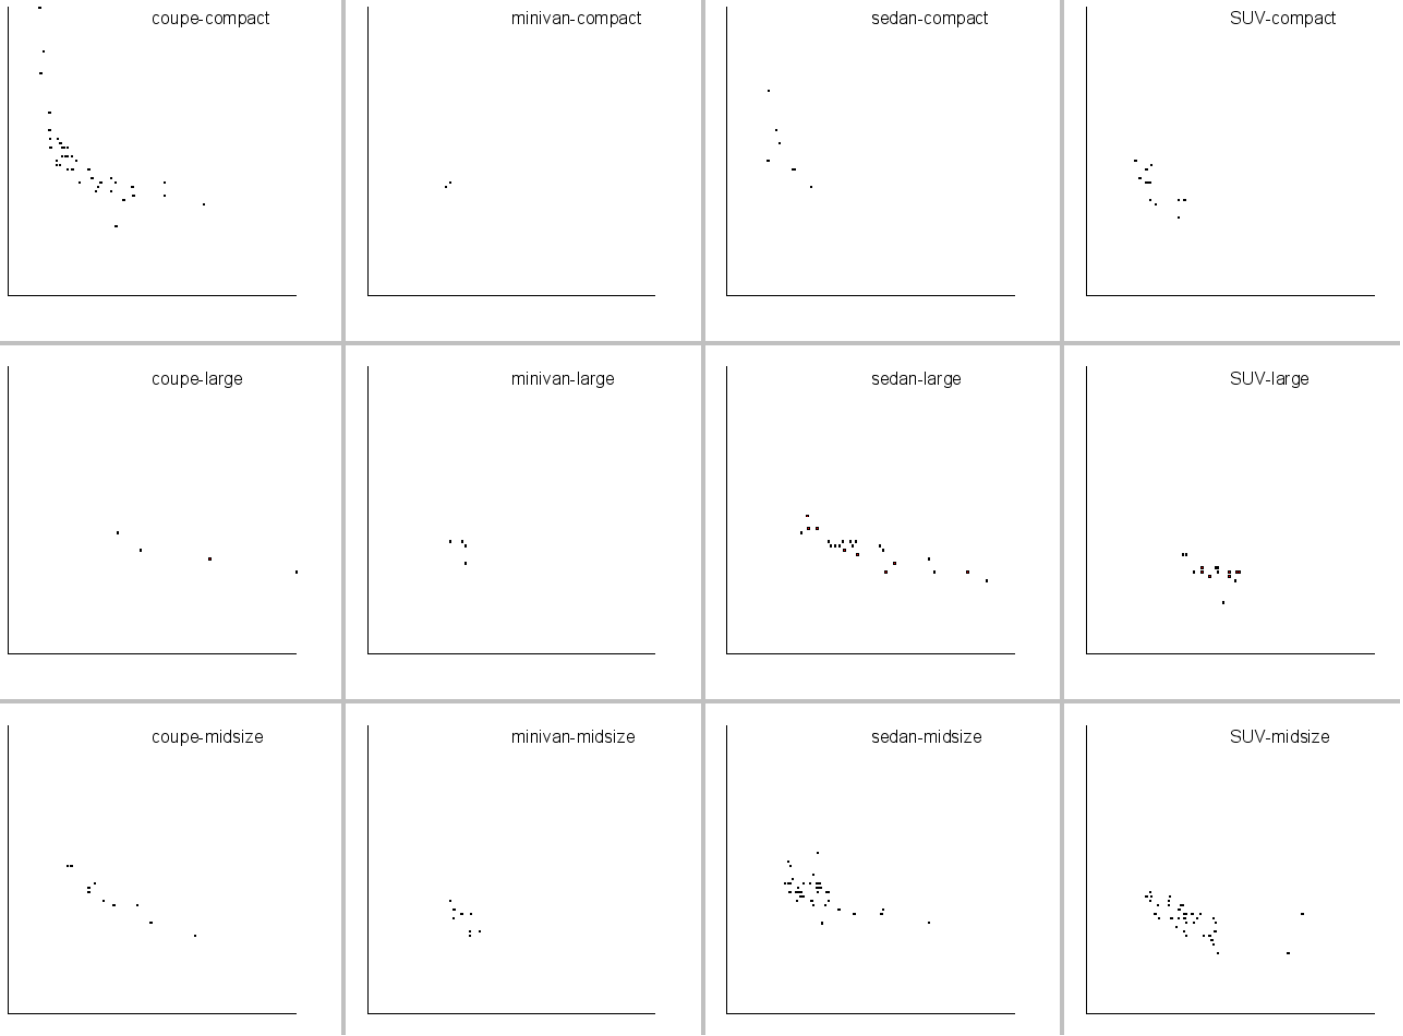 coupe-compact
minivan-compact
sedan-compact
SUV-compact
coupe-large
minivan-large
sedan-large
SUV-large
coupe-midsize
minivan-midsize
sedan-midsize
SUV-midsize